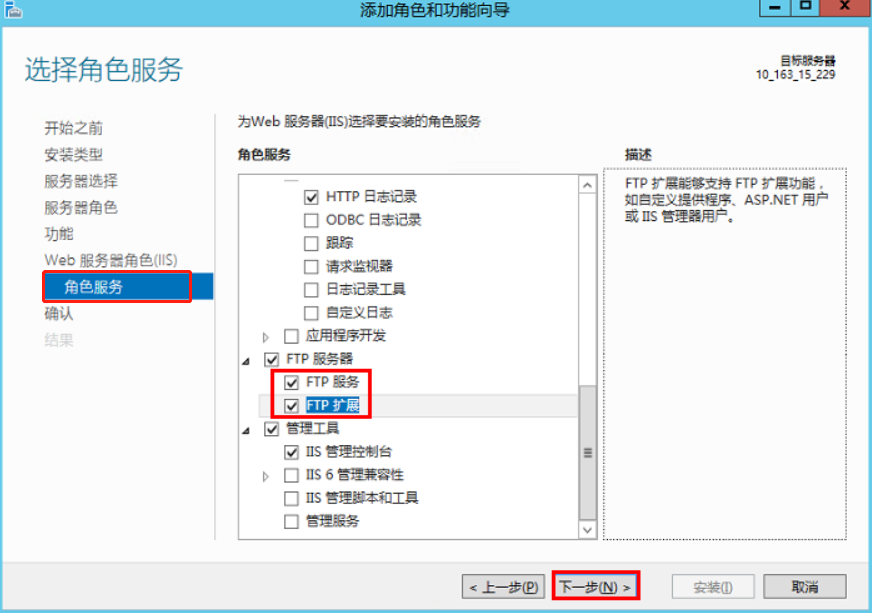 添加角色和功能向导
选择角色服务
目标服务器
10_163_15_229
开始之前
安装类型
服务器选择
服务器角色
功能
Web 服务器角色(IIS)
角色服务
确认
结果
为Web 服务器(IIS)选择要安装的角色服务
角色服务
HTTP 日志记录
ODBC 日志记录
跟踪
请求监视器
日志记录工具
自定义日志
应用程序开发
FTP 服务器
FTP 服务
FTP 扩展
管理工具
IIS 管理控制台
IIS 6 管理兼容性
IIS 管理脚本和工具
管理服务
描述
FTP 扩展能够支持 FTP 扩展功能，
如自定义提供程序、ASP.NET 用户
或 IIS 管理器用户。
< 上一步(P)
下一步(N) >
安装(I)
取消